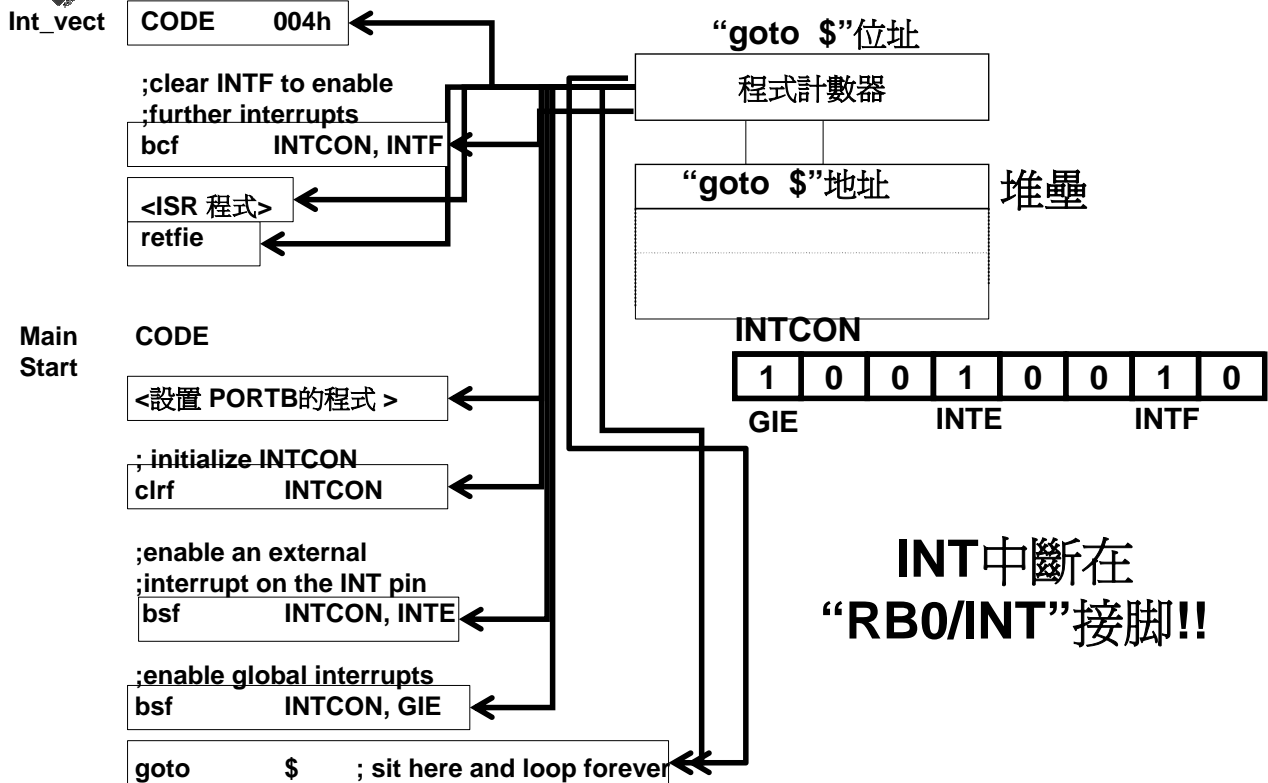 Int_vect CODE 004h
;clear INTF to enable
;further interrupts
bcf INTCON, INTF
<ISR 程式>
retfie
Main CODE
Start
<設置 PORTB的程式 >
; initialize INTCON
clrf INTCON
;enable an external
;interrupt on the INT pin
bsf INTCON, INTE
;enable global interrupts
bsf INTCON, GIE
goto $ ; sit here and loop forever
“goto $”位址
程式計數器
“goto $”地址
堆壘
INTCON
1 0 0 1 0 0 1 0
GIE INTE INTF
INT中斷在
“RB0/INT”接脚!!